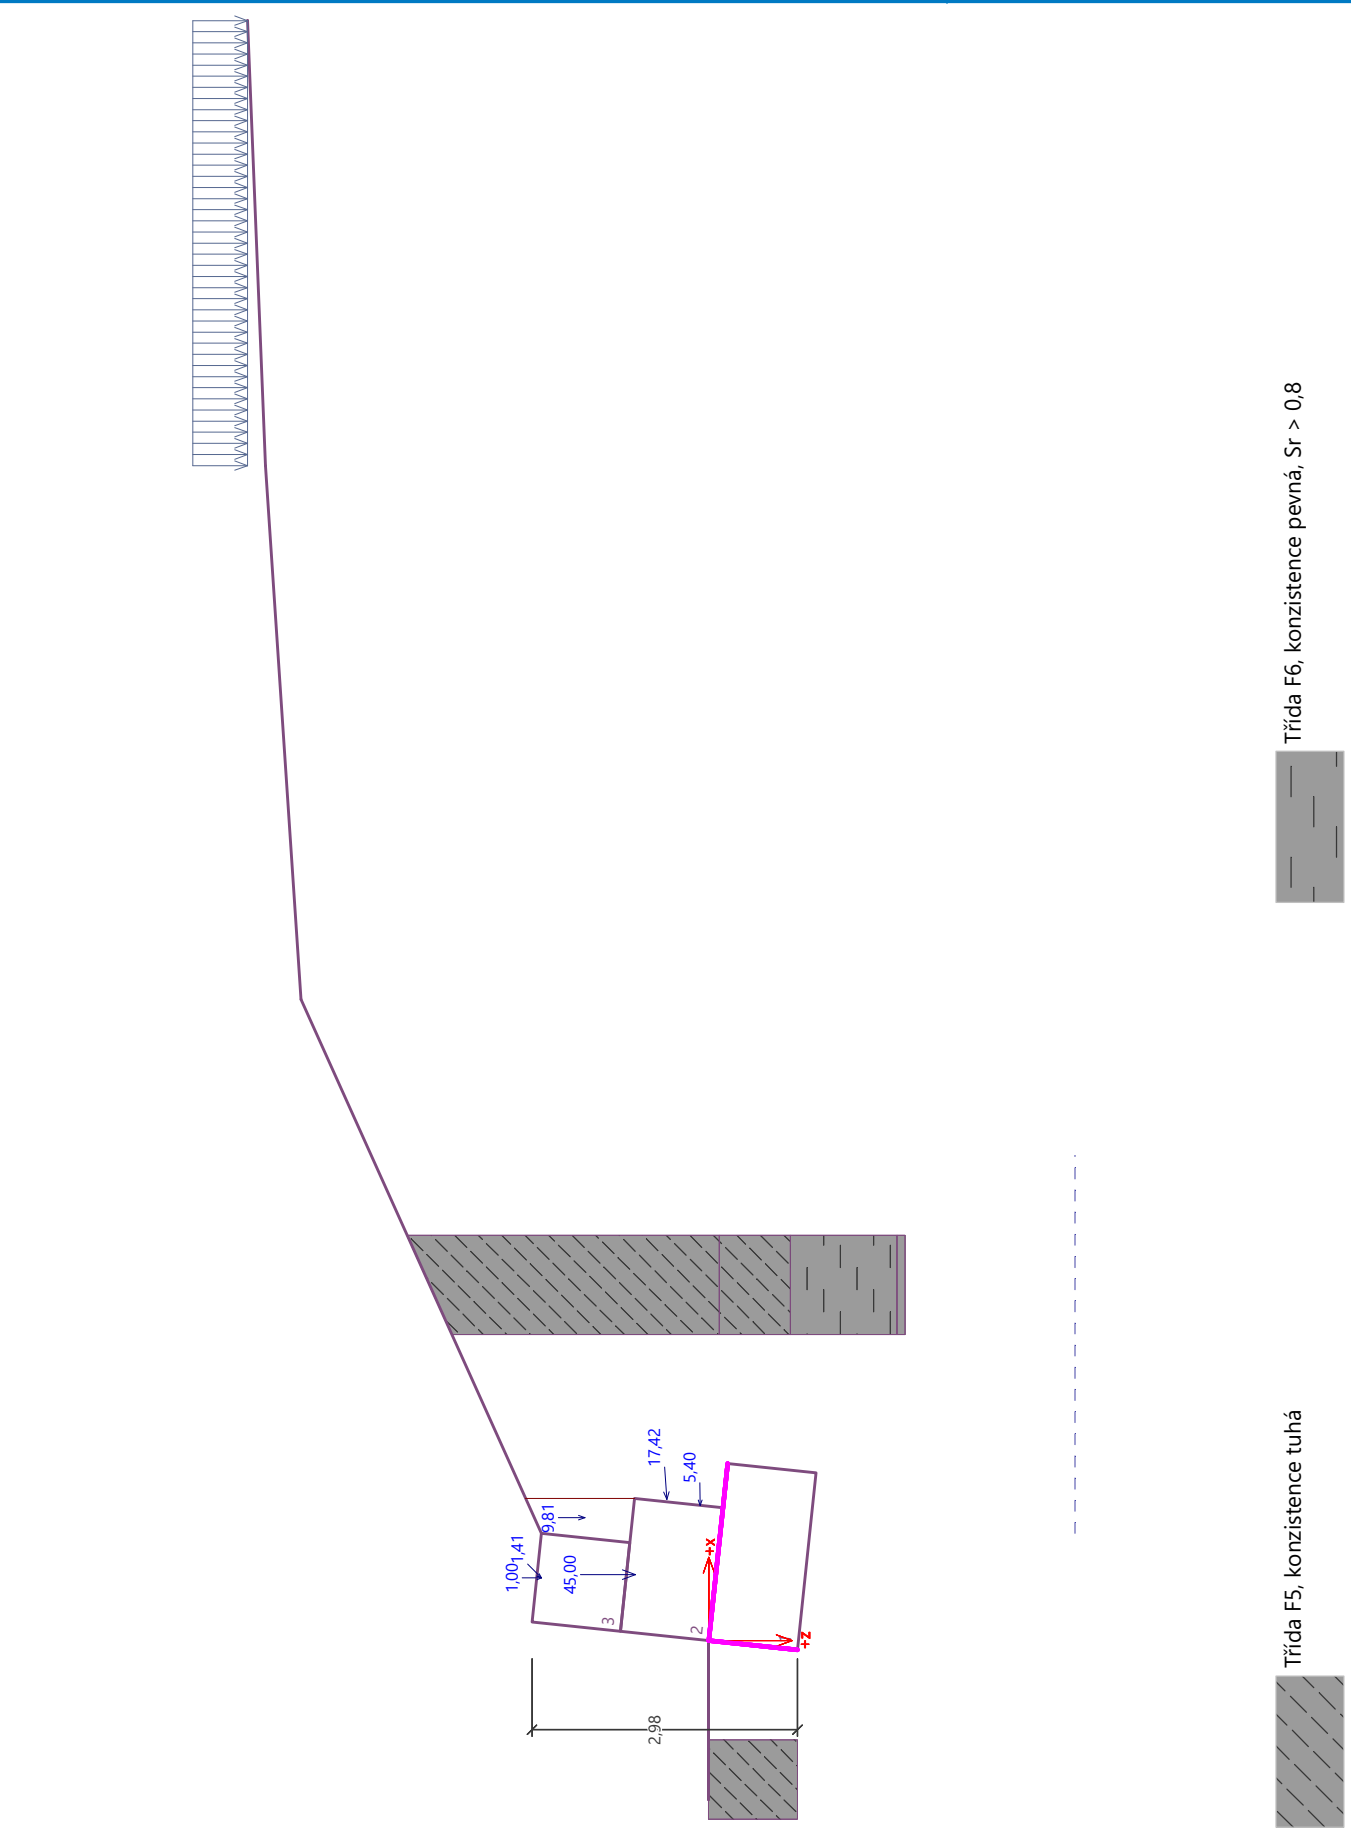 Třída F6, konzistence pevná, Sr > 0,8
17,42
5,40
9,81
1,41
1,00
45,00
+x
3
2
+z
2,98
Třída F5, konzistence tuhá